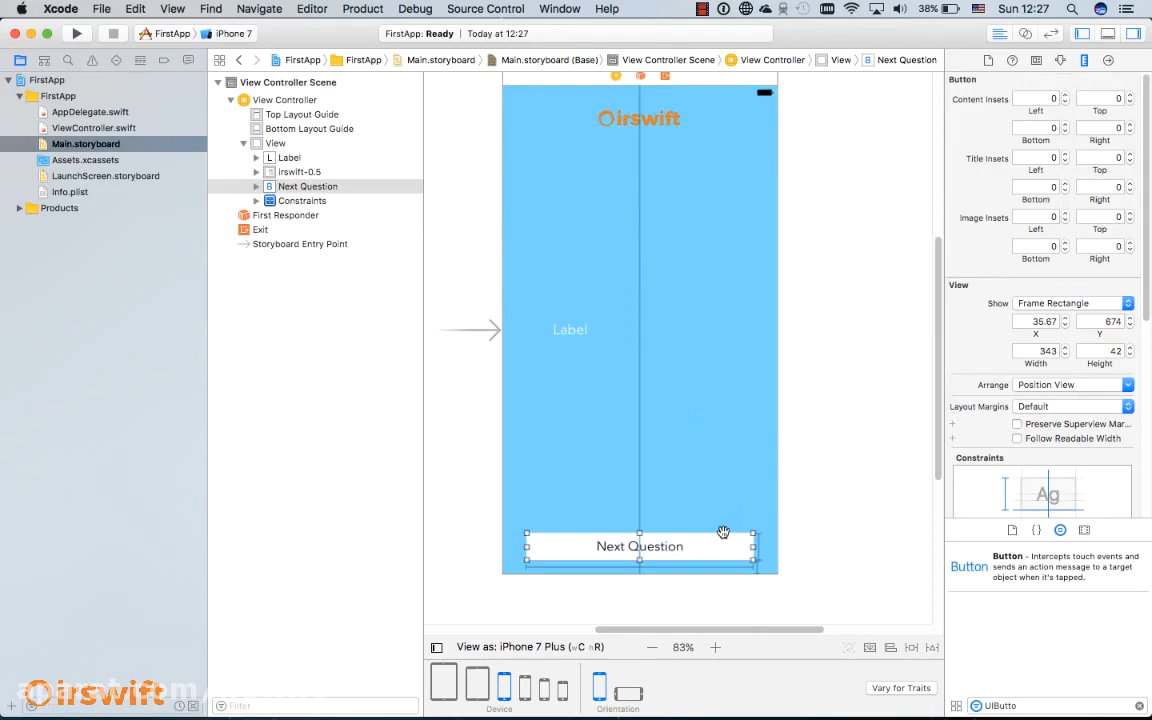 Xcode File Edit View Find Navigate Editor Product Debug Source Control Window Help 38% Sun 12:27
FirstApp iPhone 7 FirstApp: Ready Today at 12:27
FirstApp FirstApp Main.storyboard Main.storyboard (Base) View Controller Scene View Controller View B Next Question
FirstApp
FirstApp
AppDelegate.swift
ViewController.swift
Main.storyboard
Assets.xcassets
LaunchScreen.storyboard
Info.plist
Products
View Controller Scene
View Controller
Top Layout Guide
Bottom Layout Guide
View
L Label
irswift-0.5
B Next Question
Constraints
First Responder
Exit
Storyboard Entry Point
irswift
Label
Next Question
Button
Content Insets 0 0
Left Top
0 0
Bottom Right
Title Insets 0 0
Left Top
0 0
Bottom Right
Image Insets 0 0
Left Top
0 0
Bottom Right
View
Show Frame Rectangle
35.67 674
X Y
343 42
Width Height
Arrange Position View
Layout Margins Default
Preserve Superview Mar...
Follow Readable Width
Constraints
Ag
Button Button - Intercepts touch events and
sends an action message to a target
object when it's tapped.
View as: iPhone 7 Plus (wC hR) 83%
Device Orientation
Vary for Traits
Filter
UIButto
irswift